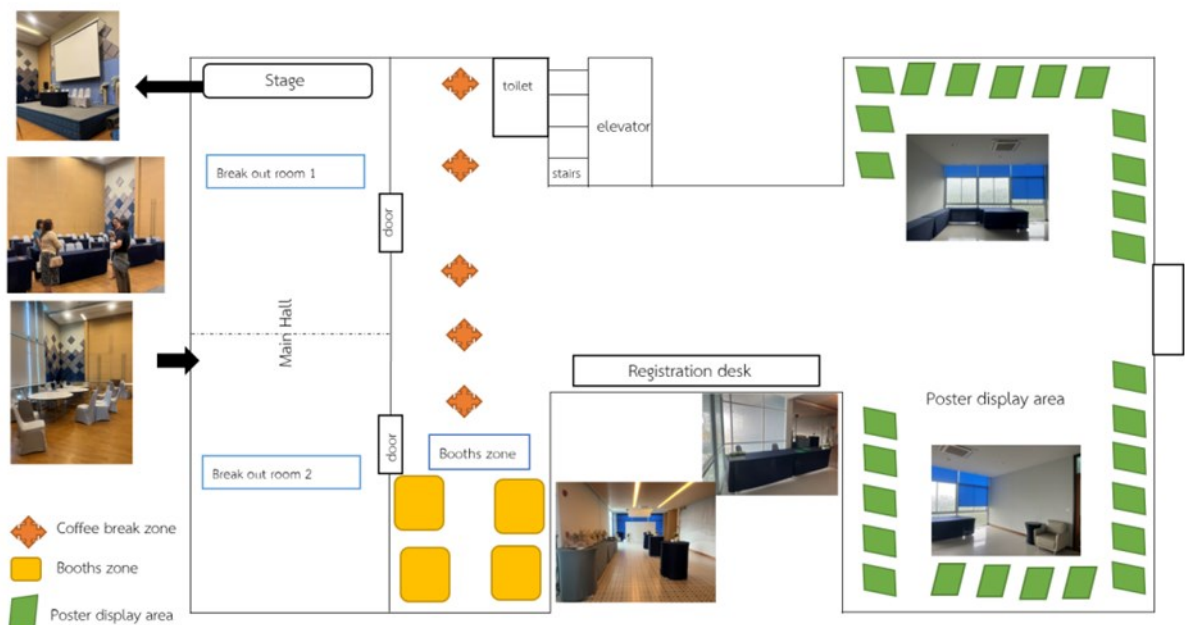 Stage
toilet
elevator
stairs
Break out room 1
door
Main Hall
Registration desk
Poster display area
door
Booths zone
Break out room 2
Coffee break zone
Booths zone
Poster display area